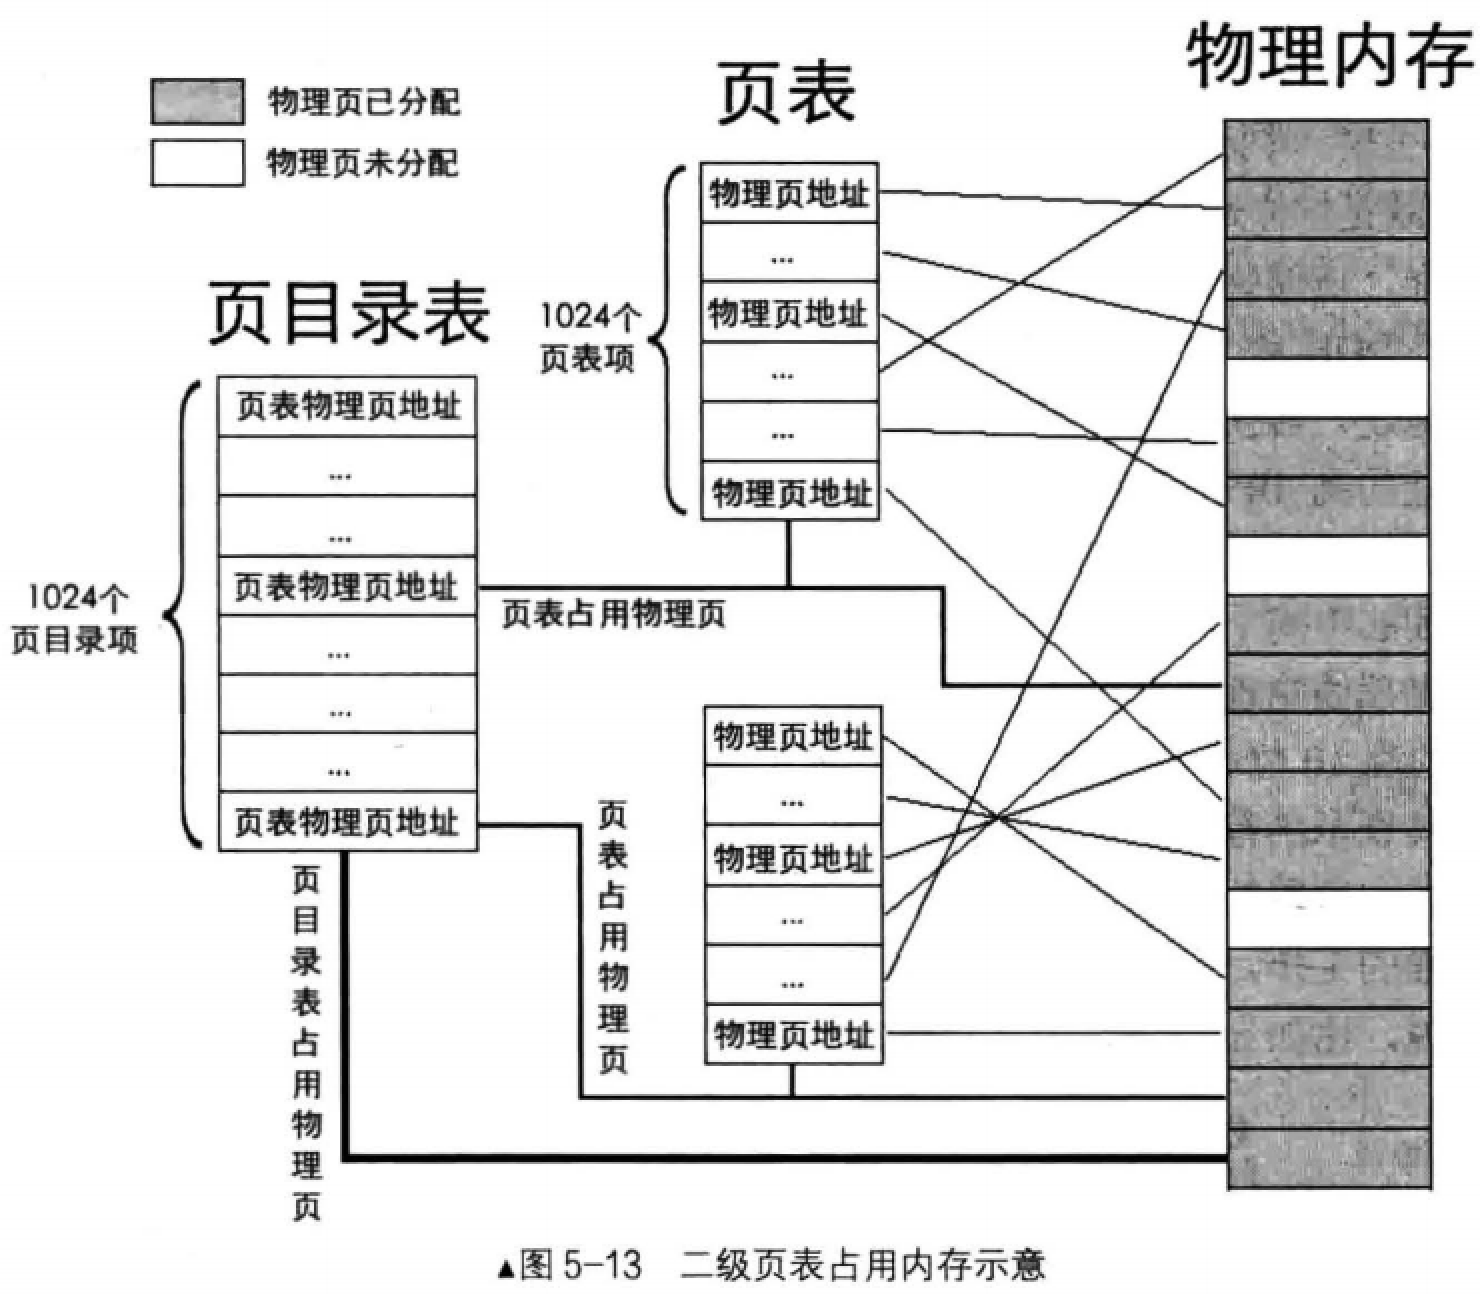 物理内存
页表
物理页已分配
物理页未分配
物理页地址
...
物理页地址
...
...
物理页地址
1024个
页表项
页目录表
页表物理页地址
...
...
页表物理页地址
...
...
...
页表物理页地址
1024个
页目录项
页表占用物理页
物理页地址
...
物理页地址
...
...
物理页地址
页表占用物理页
页目录表占用物理页
▲图 5-13 二级页表占用内存示意